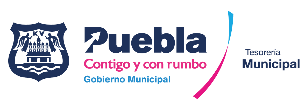 Puebla
Contigo y con rumbo
Gobierno Municipal
Tesorería
Municipal